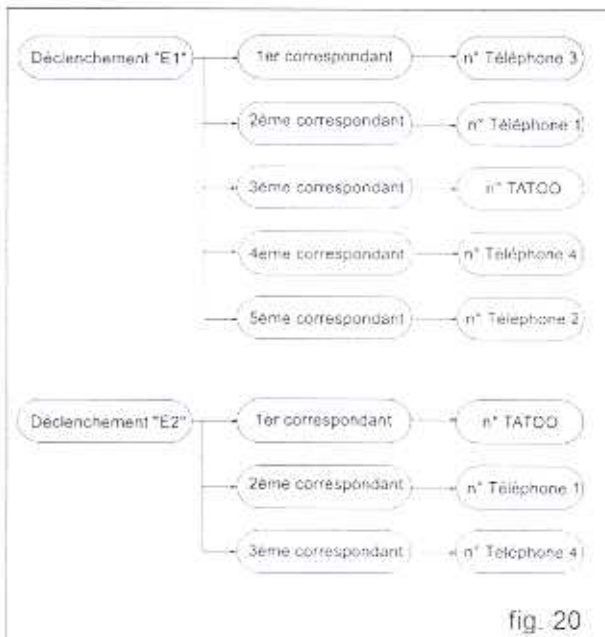 Déclenchement "E1" 1er correspondant n° Téléphone 3
2ème correspondant n° Téléphone 1
3ème correspondant n° TATOO
4ème correspondant n° Téléphone 4
5ème correspondant n° Téléphone 2
Déclenchement "E2" 1er correspondant n° TATOO
2ème correspondant n° Téléphone 1
3ème correspondant n° Téléphone 4
fig. 20